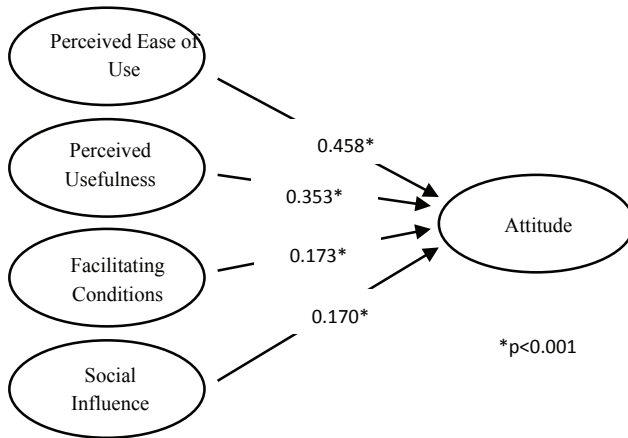 Perceived Ease of
Use
0.458*
Perceived
Usefulness
0.353*
Attitude
Facilitating
Conditions
0.173*
0.170*
*p<0.001
Social
Influence